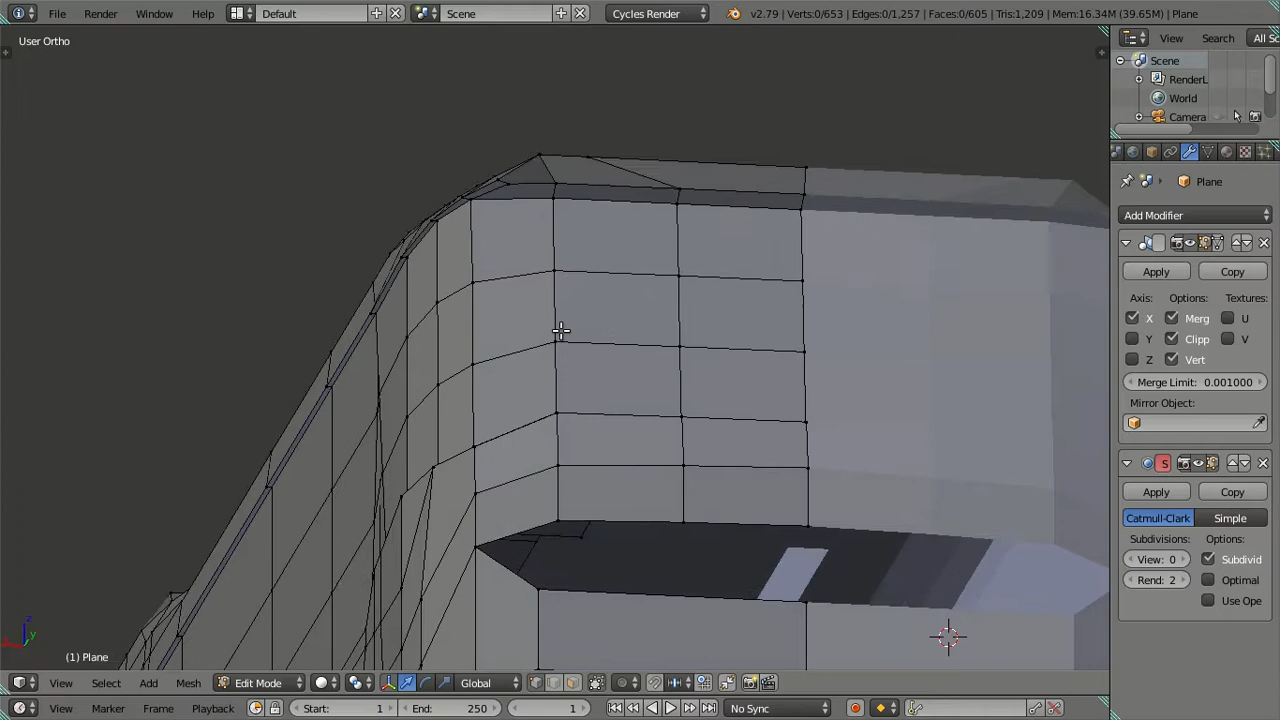 File Render Window Help Default Scene Cycles Render v2.79 | Verts:0/653 | Edges:0/1,257 | Faces:0/605 | Tris:1,209 | Mem:16.34M (39.65M) | Plane
User Ortho
View Search All Sc
Scene
RenderL
World
Camera
Plane
Add Modifier
Apply Copy
Axis: Options: Textures:
X Merg U
Y Clipp V
Z Vert
Merge Limit: 0.001000
Mirror Object:
S
Apply Copy
Catmull-Clark Simple
Subdivisions: Options:
View: 0 Subdivid
Rend: 2 Optimal
Use Ope
z
y
(1) Plane
View Select Add Mesh Edit Mode Global
View Marker Frame Playback Start: 1 End: 250 1 No Sync